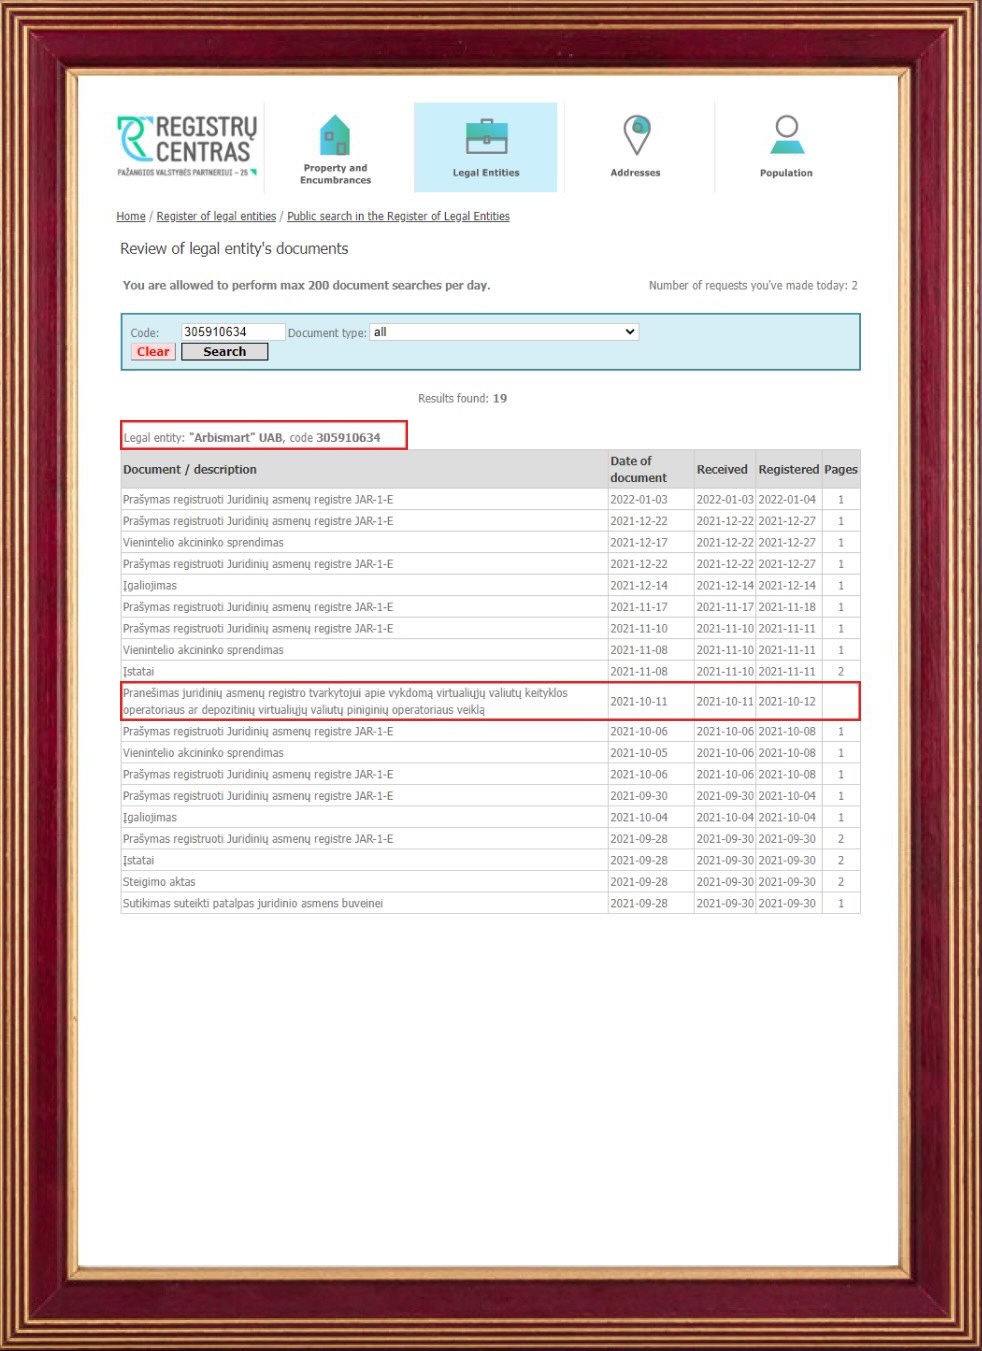 REGISTRŲ
CENTRAS
PAŽANGIOS VALSTYBĖS PARTNERIUI – 25
Property and
Encumbrances
Legal Entities
Addresses
Population
Home / Register of legal entities / Public search in the Register of Legal Entities
Review of legal entity's documents
You are allowed to perform max 200 document searches per day.
Number of requests you've made today: 2
Code: 305910634 Document type: all
Clear Search
Results found: 19
Legal entity: "Arbismart" UAB, code 305910634
Document / description Date of document Received Registered Pages
Prašymas registruoti Juridinių asmenų registre JAR-1-E 2022-01-03 2022-01-03 2022-01-04 1
Prašymas registruoti Juridinių asmenų registre JAR-1-E 2021-12-22 2021-12-22 2021-12-27 1
Vienintelio akcininko sprendimas 2021-12-17 2021-12-22 2021-12-27 1
Prašymas registruoti Juridinių asmenų registre JAR-1-E 2021-12-22 2021-12-22 2021-12-27 1
Įgaliojimas 2021-12-14 2021-12-14 2021-12-14 1
Prašymas registruoti Juridinių asmenų registre JAR-1-E 2021-11-17 2021-11-17 2021-11-18 1
Prašymas registruoti Juridinių asmenų registre JAR-1-E 2021-11-10 2021-11-10 2021-11-11 1
Vienintelio akcininko sprendimas 2021-11-08 2021-11-10 2021-11-11 1
Įstatai 2021-11-08 2021-11-10 2021-11-11 2
Pranešimas juridinių asmenų registro tvarkytojui apie vykdomą virtualiųjų valiutų keityklos
operatoriaus ar depozitinių virtualiųjų valiutų piniginių operatoriaus veiklą 2021-10-11 2021-10-11 2021-10-12
Prašymas registruoti Juridinių asmenų registre JAR-1-E 2021-10-06 2021-10-06 2021-10-08 1
Vienintelio akcininko sprendimas 2021-10-05 2021-10-06 2021-10-08 1
Prašymas registruoti Juridinių asmenų registre JAR-1-E 2021-10-06 2021-10-06 2021-10-08 1
Prašymas registruoti Juridinių asmenų registre JAR-1-E 2021-09-30 2021-09-30 2021-10-04 1
Įgaliojimas 2021-10-04 2021-10-04 2021-10-04 1
Prašymas registruoti Juridinių asmenų registre JAR-1-E 2021-09-28 2021-09-30 2021-09-30 2
Įstatai 2021-09-28 2021-09-30 2021-09-30 2
Steigimo aktas 2021-09-28 2021-09-30 2021-09-30 2
Sutikimas suteikti patalpas juridinio asmens buveinei 2021-09-28 2021-09-30 2021-09-30 1